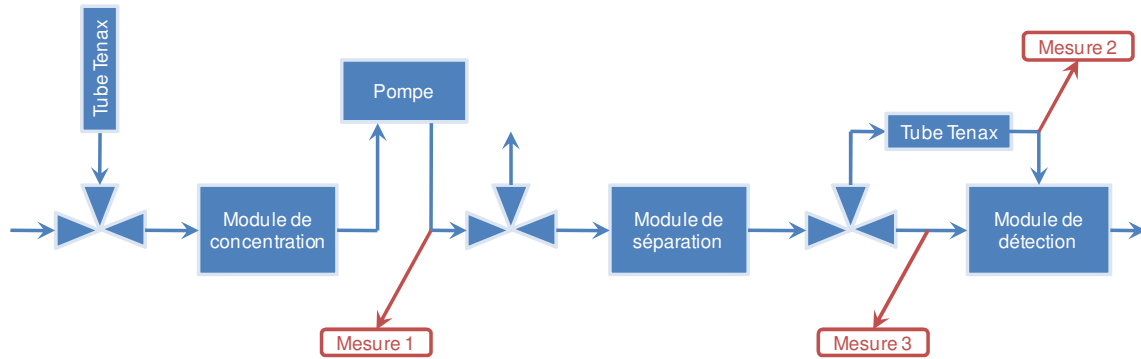 Tube Tenax
Mesure 2
Pompe
Tube Tenax
Module de
concentration
Module de
séparation
Module de
détection
Mesure 1
Mesure 3